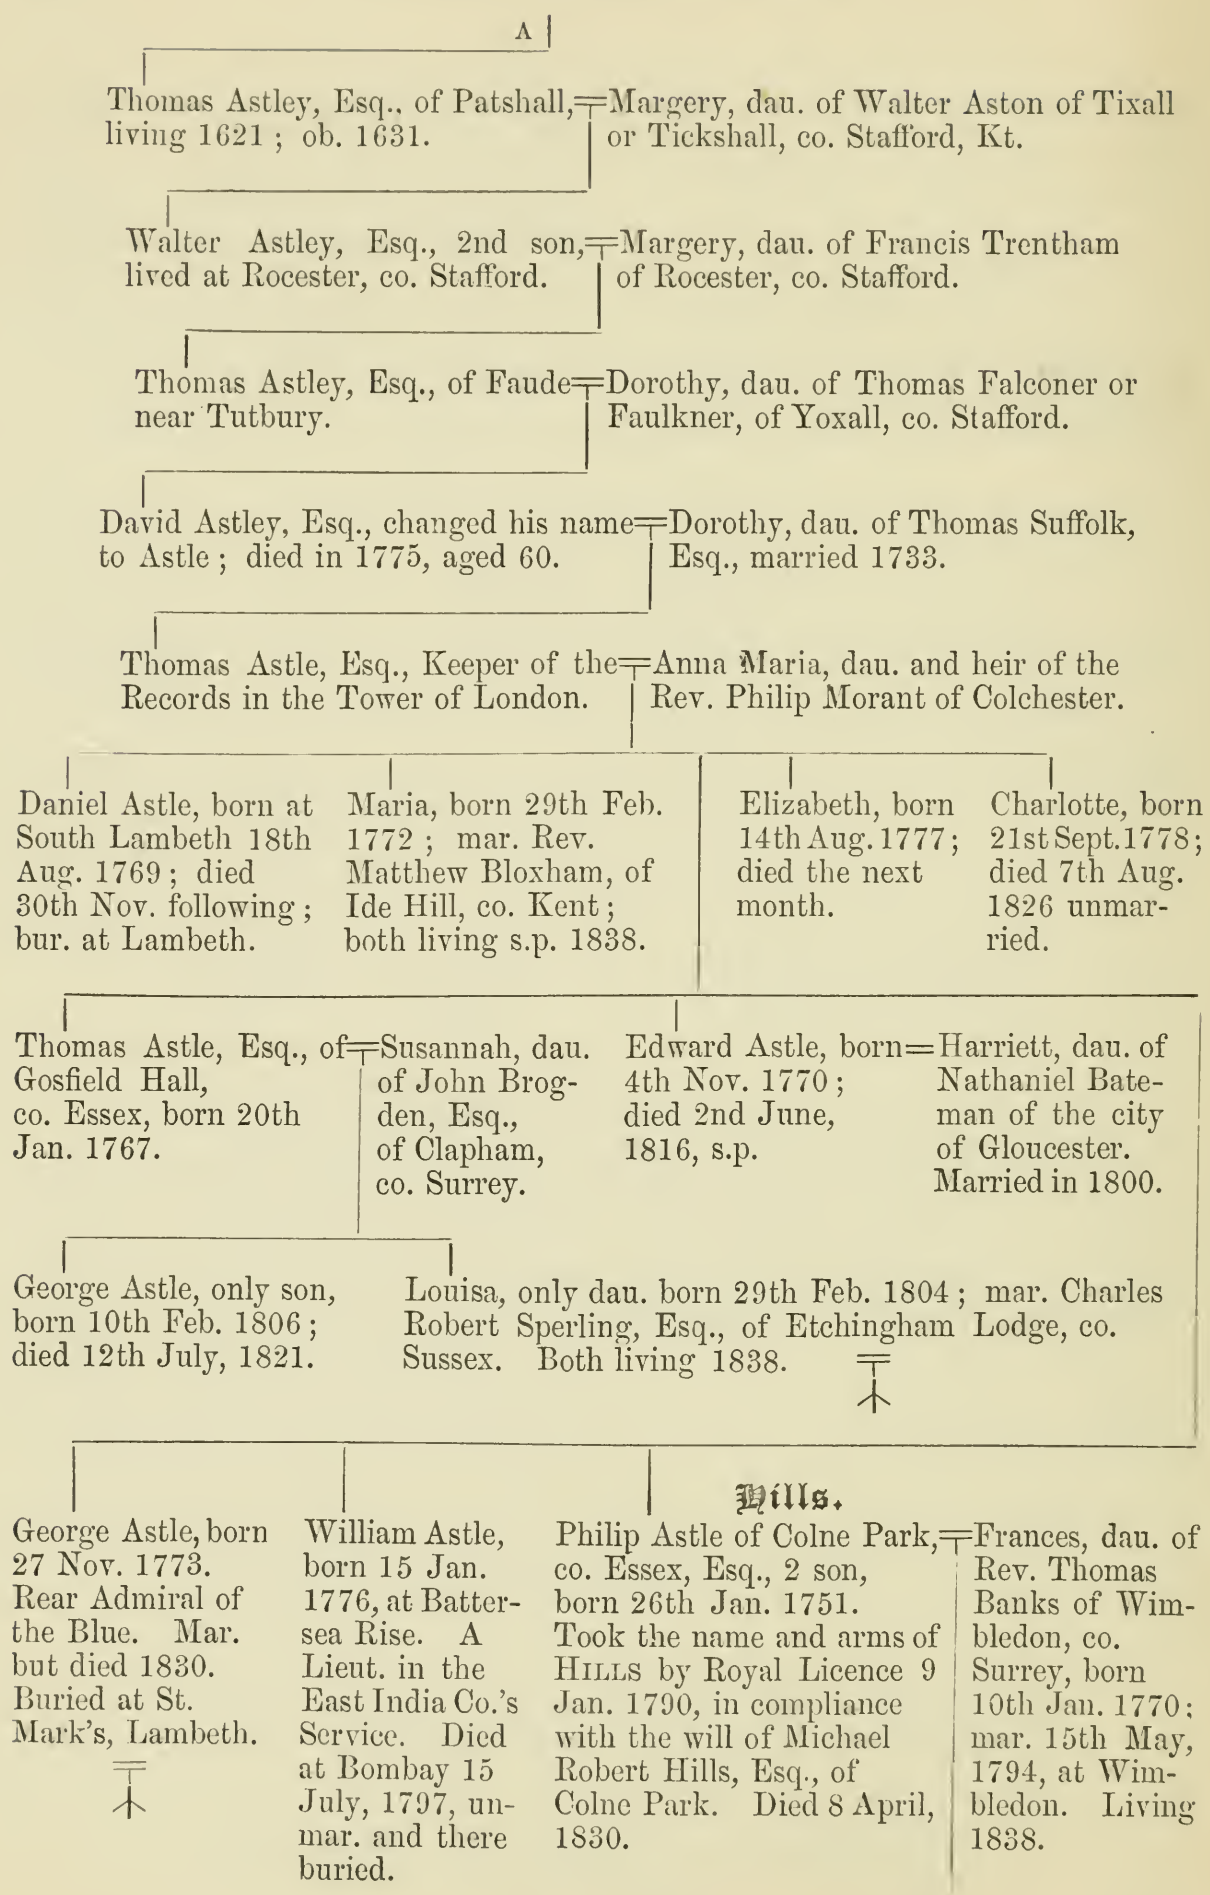 A
Thomas Astley, Esq., of Patshall,
living 1621 ; ob. 1631.
Margery, dau. of Walter Aston of Tixall
or Tickshall, co. Stafford, Kt.
Walter Astley, Esq., 2nd son,
lived at Rocester, co. Stafford.
Margery, dau. of Francis Trentham
of Rocester, co. Stafford.
Thomas Astley, Esq., of Faude
near Tutbury.
Dorothy, dau. of Thomas Falconer or
Faulkner, of Yoxall, co. Stafford.
David Astley, Esq., changed his name
to Astle ; died in 1775, aged 60.
Dorothy, dau. of Thomas Suffolk,
Esq., married 1733.
Thomas Astle, Esq., Keeper of the
Records in the Tower of London.
Anna Maria, dau. and heir of the
Rev. Philip Morant of Colchester.
Daniel Astle, born at
South Lambeth 18th
Aug. 1769 ; died
30th Nov. following ;
bur. at Lambeth.
Maria, born 29th Feb.
1772 ; mar. Rev.
Matthew Bloxham, of
Ide Hill, co. Kent ;
both living s.p. 1838.
Elizabeth, born
14th Aug. 1777 ;
died the next
month.
Charlotte, born
21st Sept. 1778 ;
died 7th Aug.
1826 unmar-
ried.
Thomas Astle, Esq., of
Gosfield Hall,
co. Essex, born 20th
Jan. 1767.
Susannah, dau.
of John Brog-
den, Esq.,
of Clapham,
co. Surrey.
Edward Astle, born
4th Nov. 1770 ;
died 2nd June,
1816, s.p.
Harriett, dau. of
Nathaniel Bate-
man of the city
of Gloucester.
Married in 1800.
George Astle, only son,
born 10th Feb. 1806 ;
died 12th July, 1821.
Louisa, only dau. born 29th Feb. 1804 ; mar. Charles
Robert Sperling, Esq., of Etchingham Lodge, co.
Sussex. Both living 1838.
George Astle, born
27 Nov. 1773.
Rear Admiral of
the Blue. Mar.
but died 1830.
Buried at St.
Mark's, Lambeth.
William Astle,
born 15 Jan.
1776, at Batter-
sea Rise. A
Lieut. in the
East India Co.'s
Service. Died
at Bombay 15
July, 1797, un-
mar. and there
buried.
Hills.
Philip Astle of Colne Park,
co. Essex, Esq., 2 son,
born 26th Jan. 1751.
Took the name and arms of
HILLS by Royal Licence 9
Jan. 1790, in compliance
with the will of Michael
Robert Hills, Esq., of
Colne Park. Died 8 April,
1830.
Frances, dau. of
Rev. Thomas
Banks of Wim-
bledon, co.
Surrey, born
10th Jan. 1770 ;
mar. 15th May,
1794, at Wim-
bledon. Living
1838.